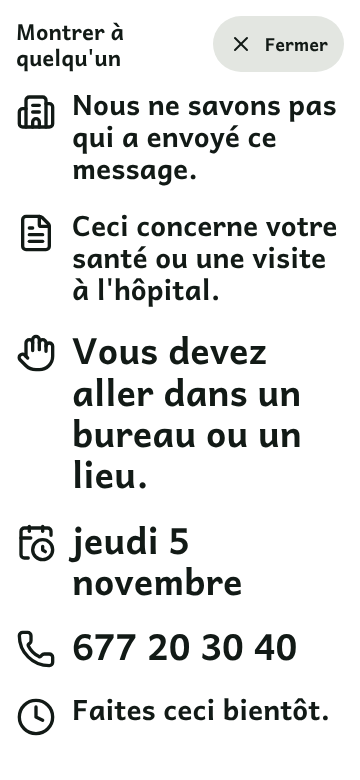 Montrer à
quelqu'un
Fermer
Nous ne savons pas
qui a envoyé ce
message.
Ceci concerne votre
santé ou une visite
à l'hôpital.
Vous devez
aller dans un
bureau ou un
lieu.
jeudi 5
novembre
677 20 30 40
Faites ceci bientôt.